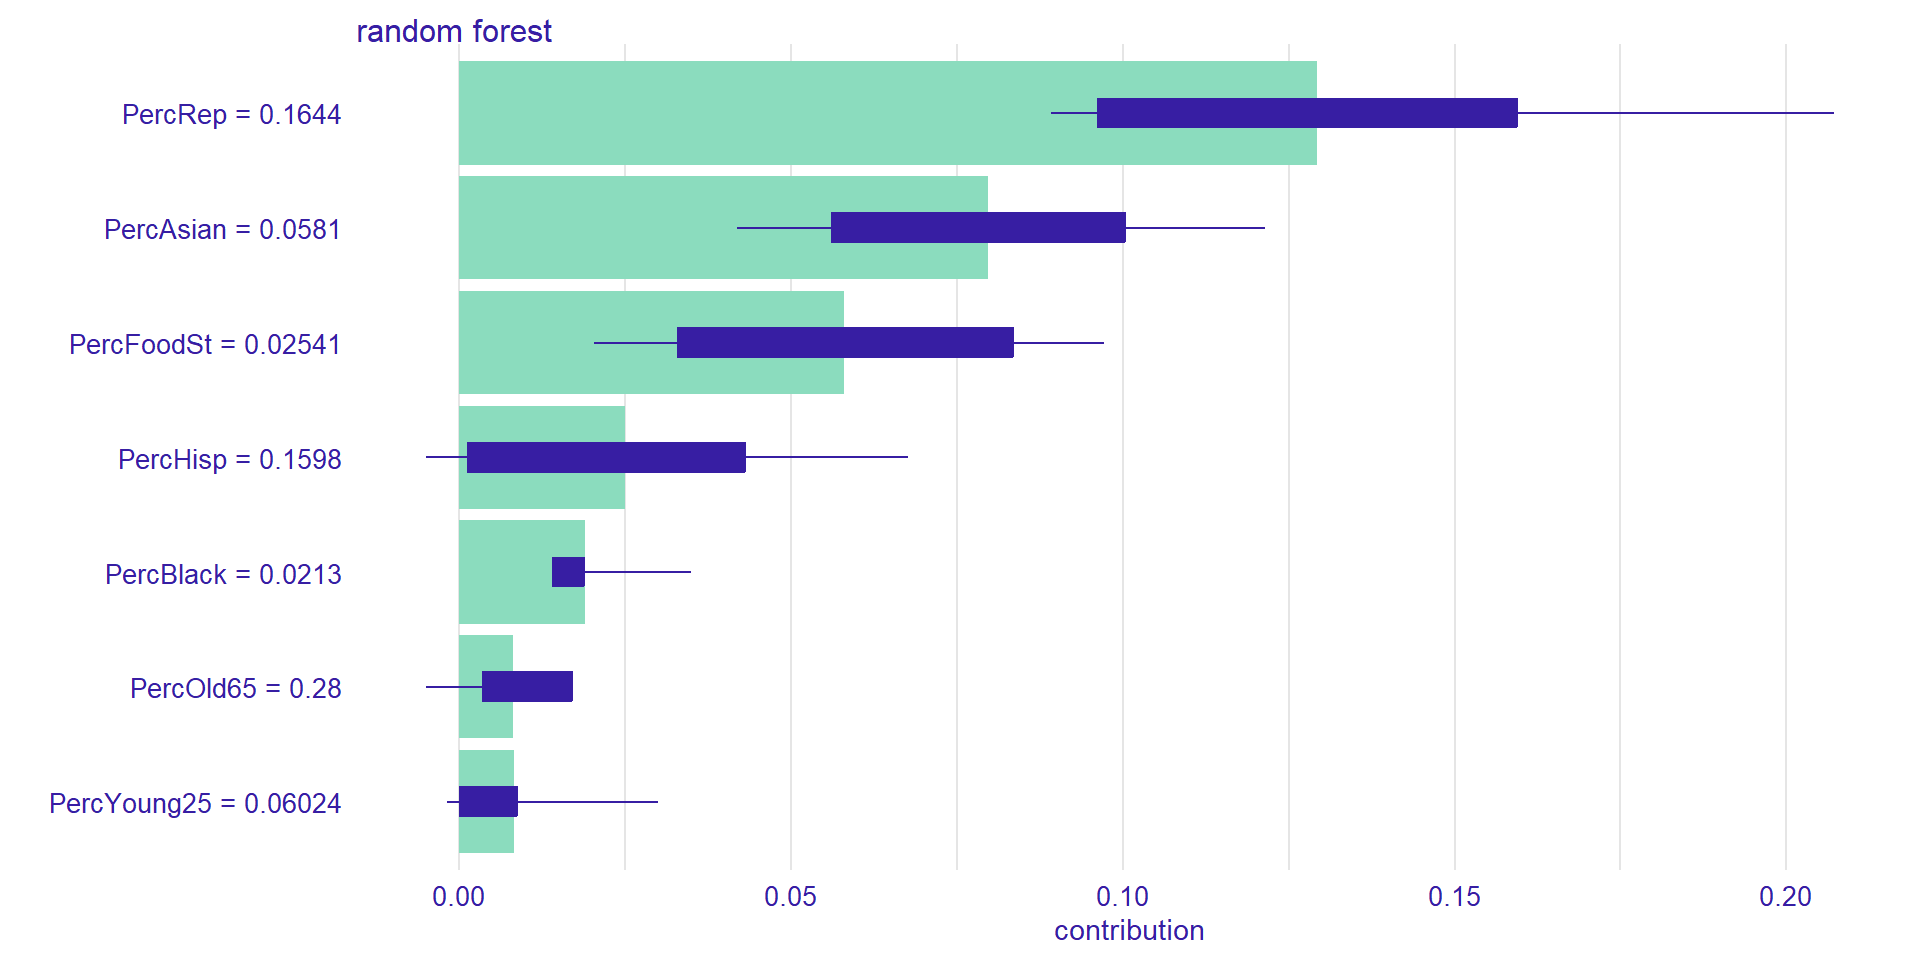 random forest
PercRep = 0.1644
PercAsian = 0.0581
PercFoodSt = 0.02541
PercHisp = 0.1598
PercBlack = 0.0213
PercOld65 = 0.28
PercYoung25 = 0.06024
0.00 0.05 0.10 0.15 0.20
contribution